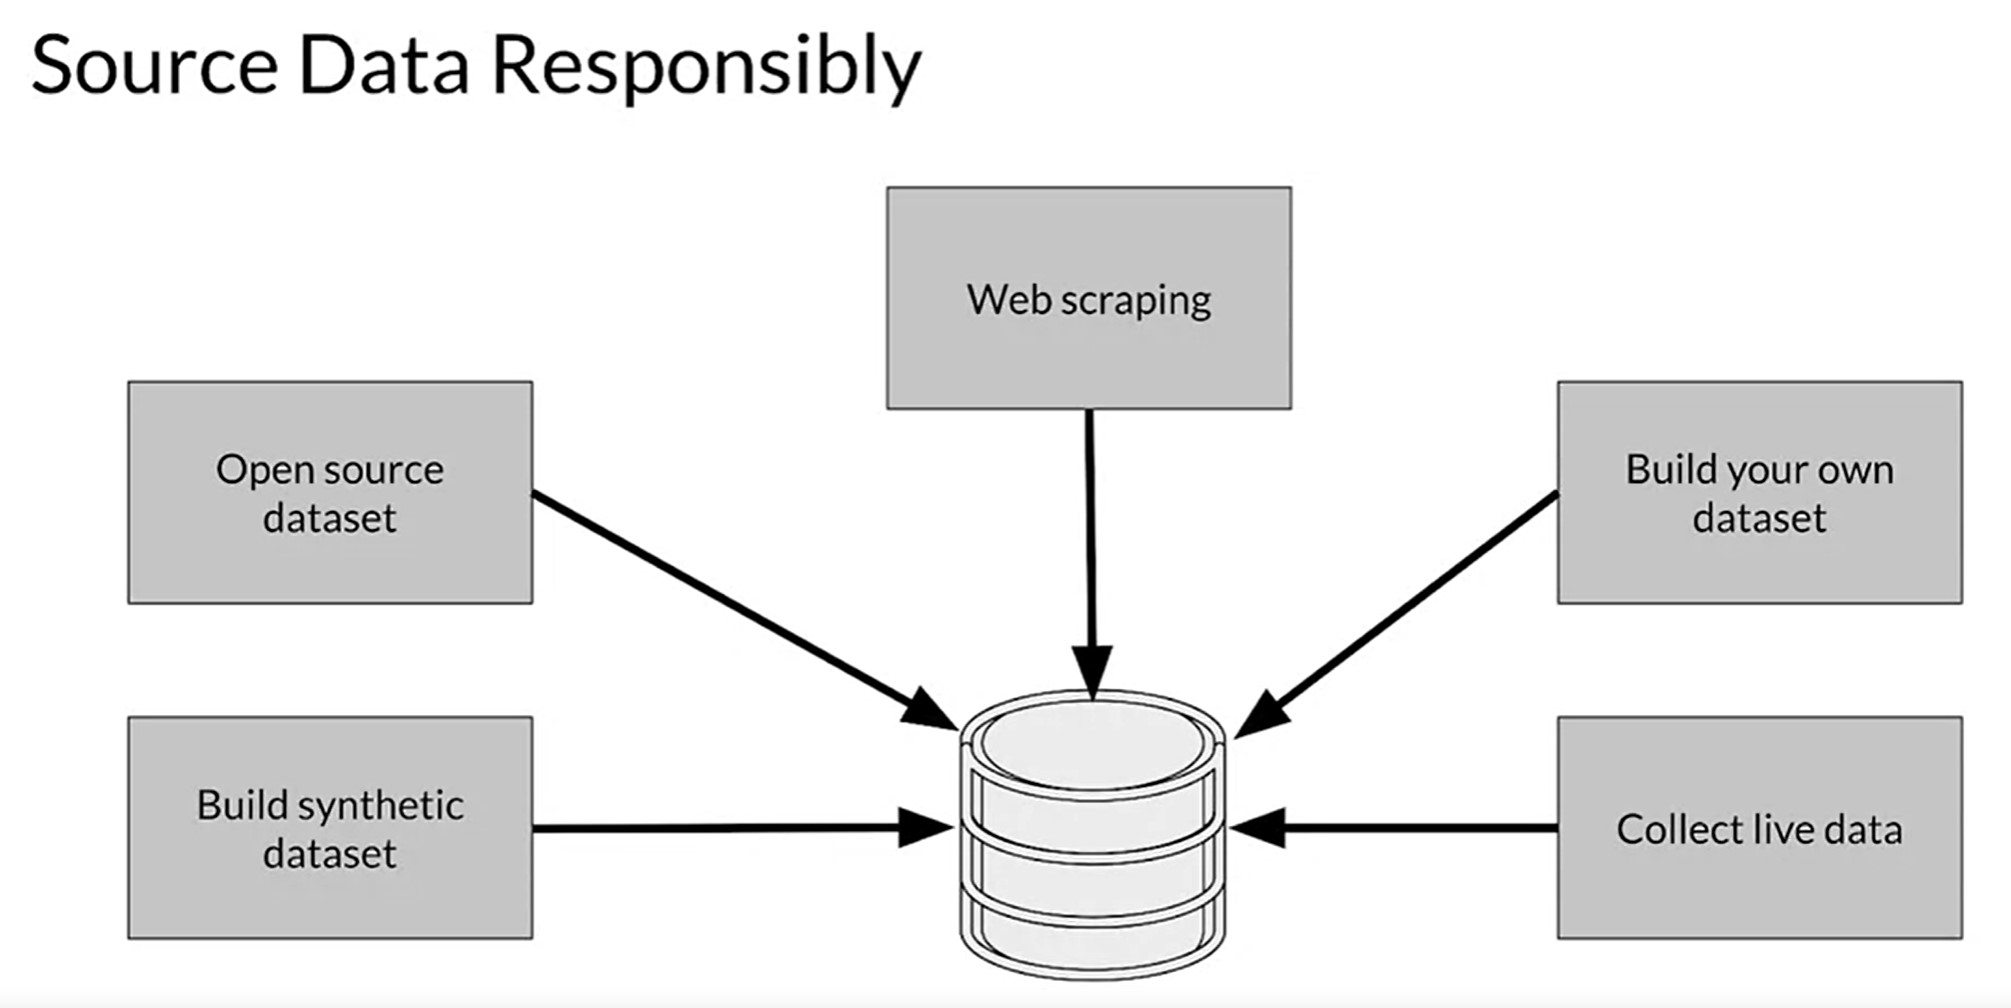 Source Data Responsibly
Web scraping
Open source
dataset
Build your own
dataset
Build synthetic
dataset
Collect live data